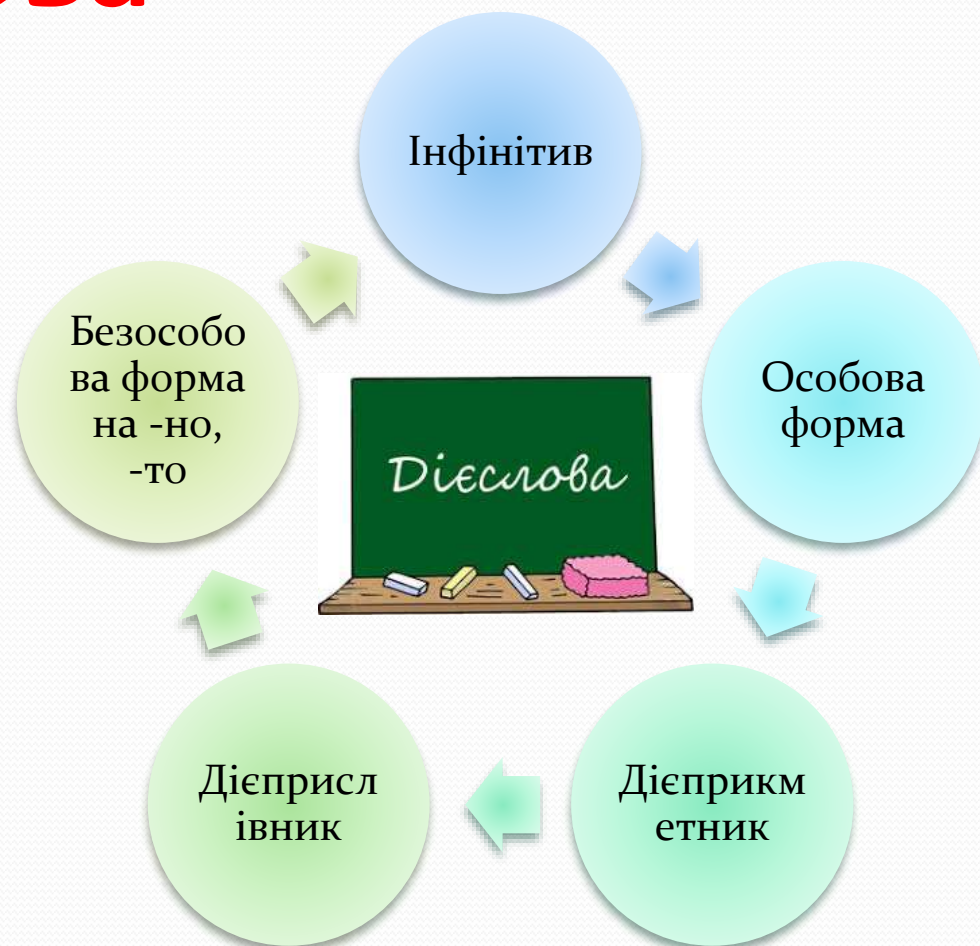 Інфінітив
Особова
форма
Дієприкм
етник
Дієприсл
івник
Безособо
ва форма
на -но,
-то
Дієслова